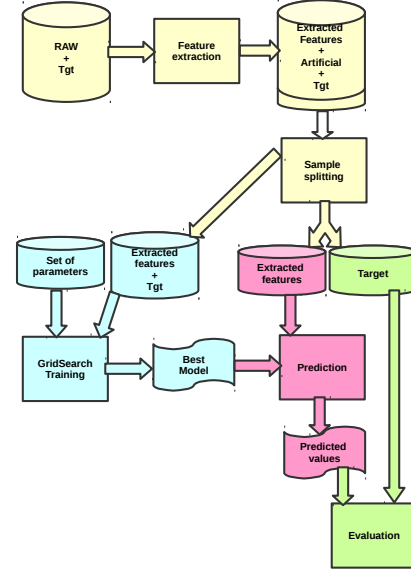 RAW
+
Tgt
Feature
extraction
Extracted
Features
+
Artificial
+
Tgt
Sample
splitting
Set of
parameters
Extracted
features
+
Tgt
Extracted
features
Target
GridSearch
Training
Best
Model
Prediction
Predicted
values
Evaluation